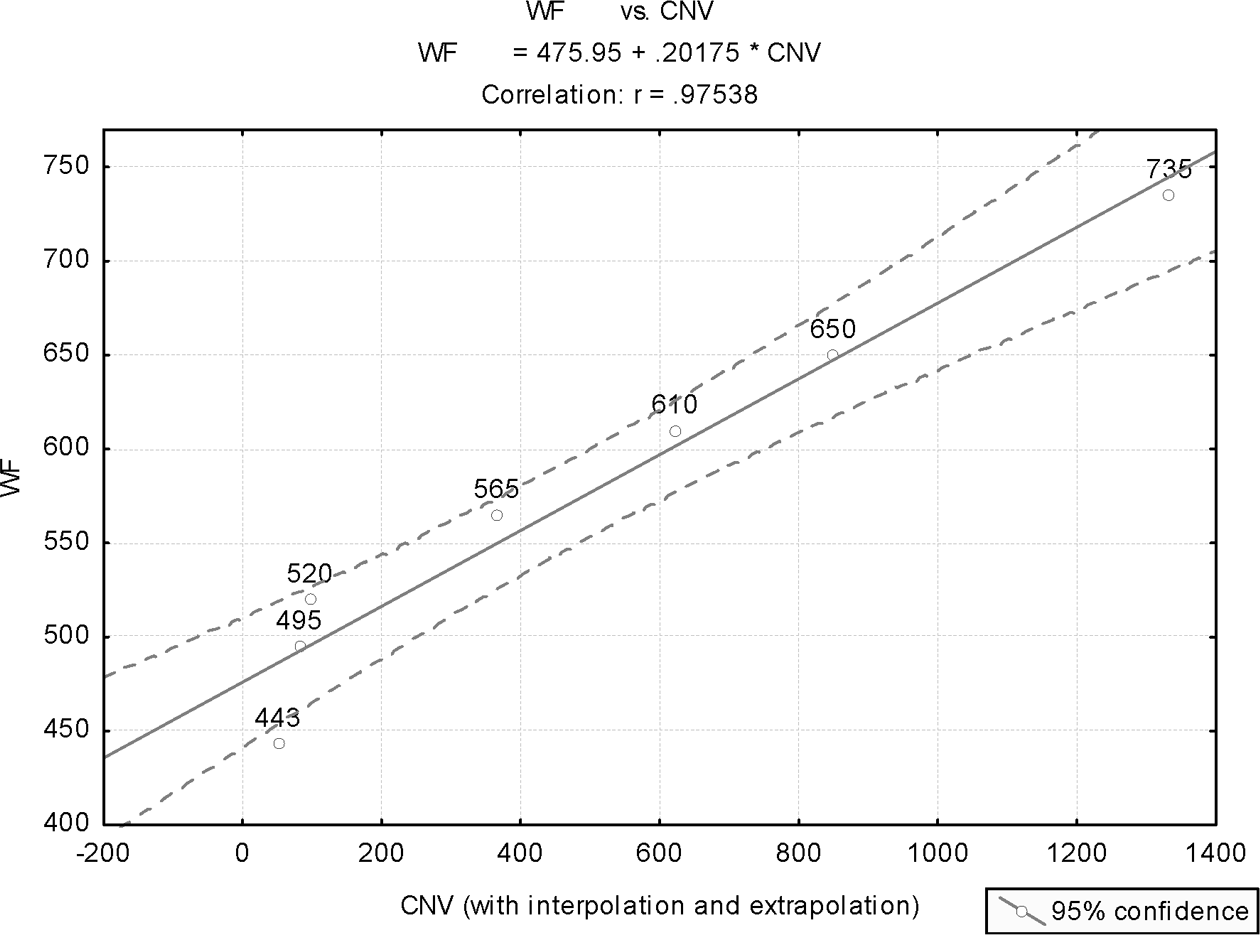 WF vs. CNV
WF = 475.95 + .20175 * CNV
Correlation: r = .97538
750
700
650
600
550
500
450
400
WF
735
650
610
565
520
495
443
-200 0 200 400 600 800 1000 1200 1400
CNV (with interpolation and extrapolation)
95% confidence